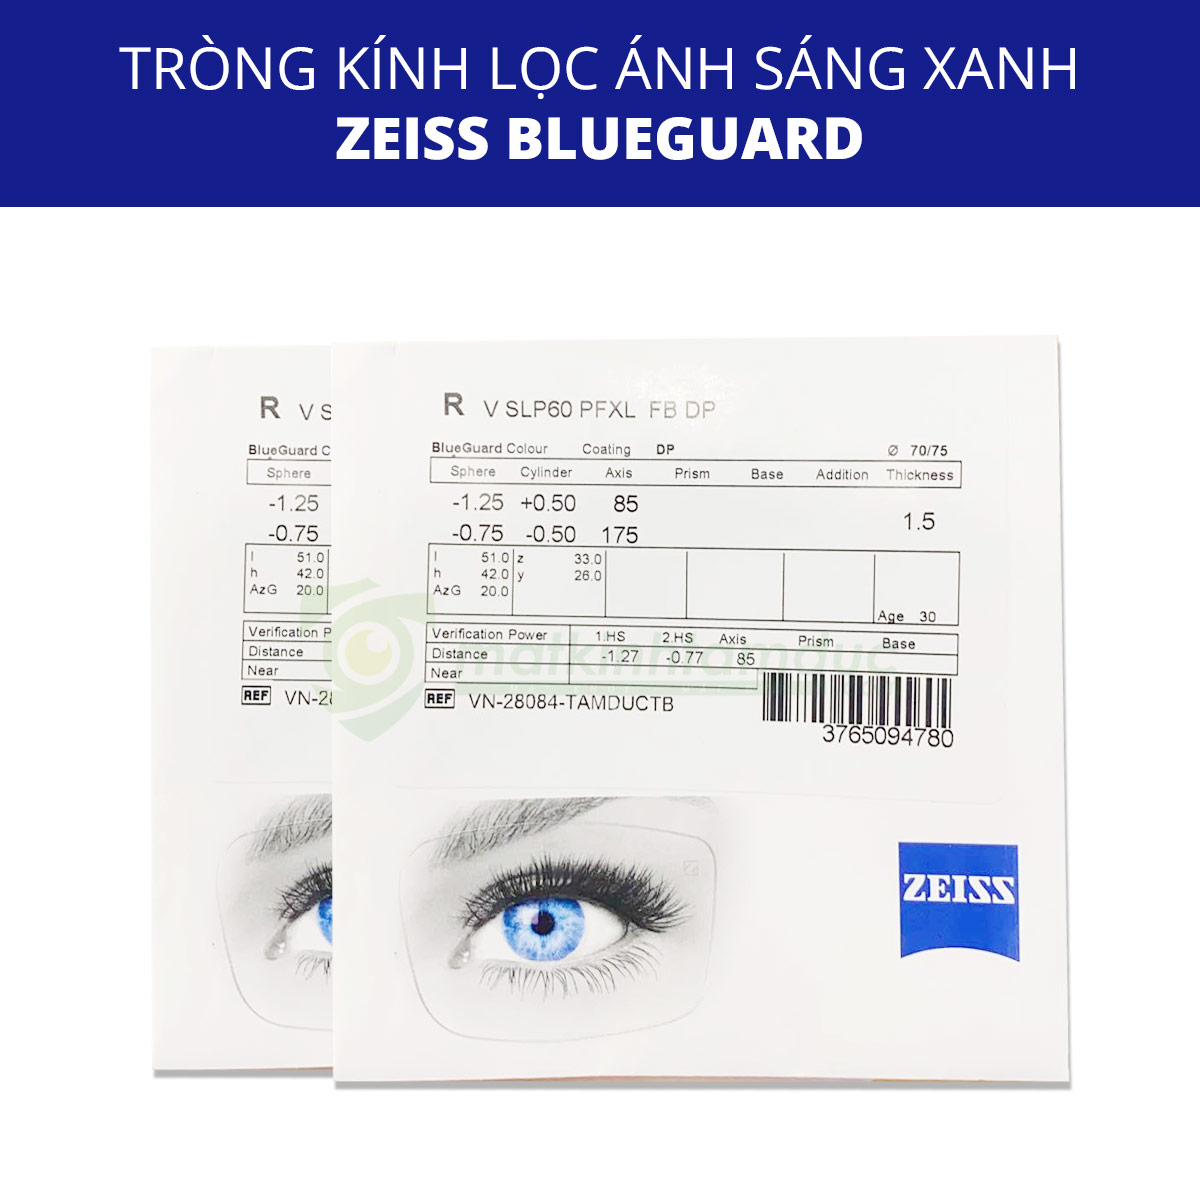 TRÒNG KÍNH LỌC ÁNH SÁNG XANH
ZEISS BLUEGUARD
R V S
BlueGuard C
Sphere
-1.25
-0.75
l 51.0
h 42.0
AzG 20.0
Verification P
Distance
Near
REF VN-28
R V SLP60 PFXL FB DP
BlueGuard Colour Coating DP Ø 70/75
Sphere Cylinder Axis Prism Base Addition Thickness
-1.25 +0.50 85
1.5
-0.75 -0.50 175
l 51.0 z 33.0
h 42.0 y 26.0
AzG 20.0
Age 30
Verification Power 1.HS 2.HS Axis Prism Base
Distance -1.27 -0.77 85
Near
REF VN-28084-TAMDUCTB
3765094780
matkinhtamduc
ZEISS